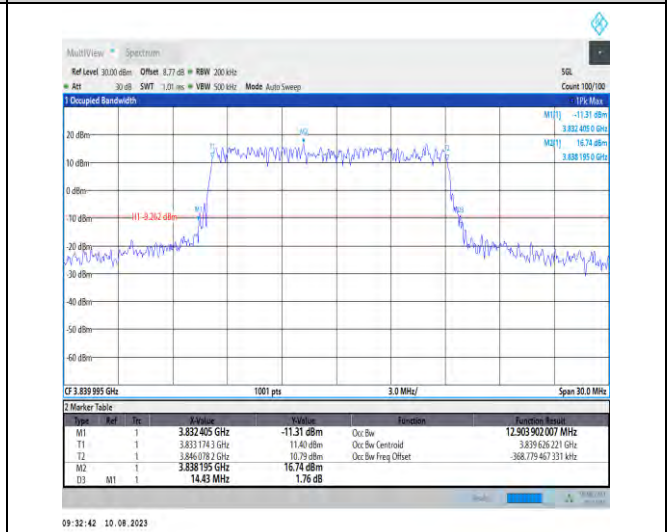 MultiView Spectrum
Ref Level 30.00 dBm Offset 8.77 dB RBW 200 kHz SGL
Att 30 dB SWT 1.01 ms VBW 500 kHz Mode Auto Sweep Count 100/100
1 Occupied Bandwidth 1Pk Max
M1[1] -11.31 dBm
3.832 405 0 GHz
M2[1] 16.74 dBm
3.838 195 0 GHz
20 dBm
M2
T1
T2
10 dBm
0 dBm
M1
-10 dBm
H1 -9.262 dBm
-20 dBm
-30 dBm
-40 dBm
-50 dBm
-60 dBm
CF 3.839 995 GHz 1001 pts 3.0 MHz/ Span 30.0 MHz
2 Marker Table
Type Ref Trc X-Value Y-Value Function Function Result
M1 1 3.832 405 GHz -11.31 dBm Occ Bw 12.903 902 007 MHz
T1 1 3.833 174 3 GHz 11.40 dBm Occ Bw Centroid 3.839 626 221 GHz
T2 1 3.846 078 2 GHz 10.79 dBm Occ Bw Freq Offset -368.779 467 331 kHz
M2 1 3.838 195 GHz 16.74 dBm
D3 M1 1 14.43 MHz 1.76 dB
09:32:42 10.08.2023